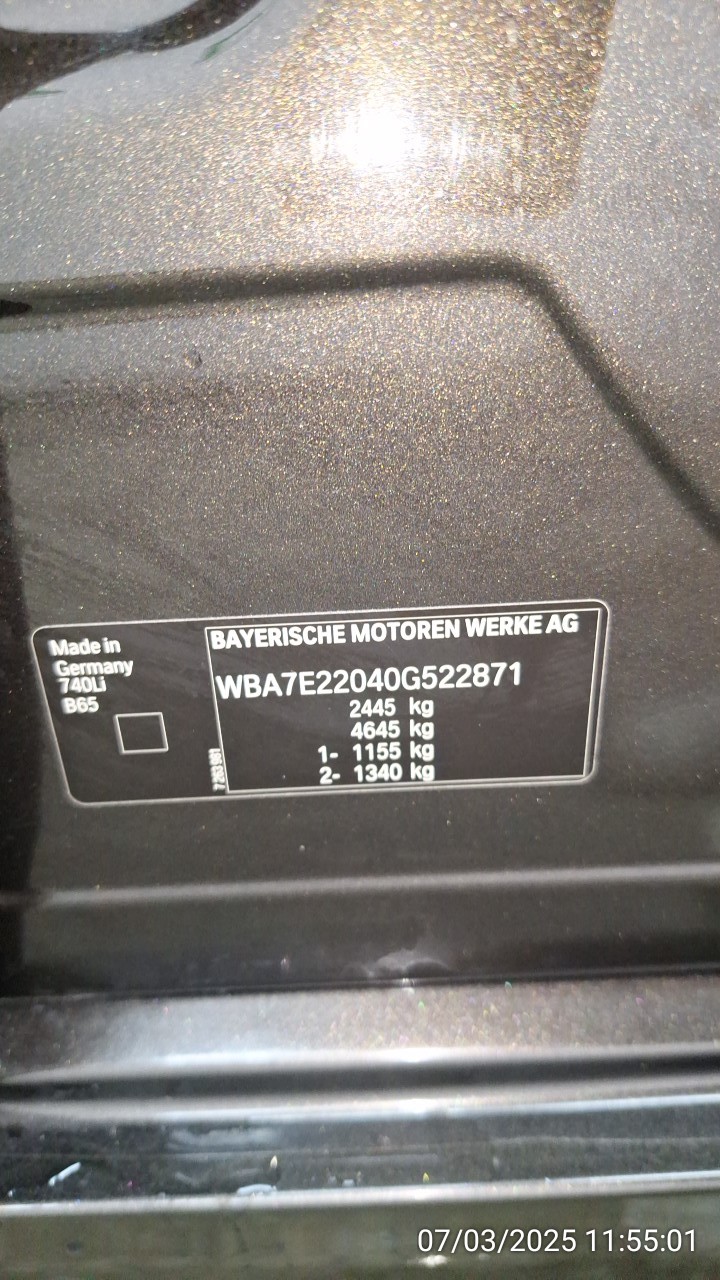 Made in
Germany
740Li
B65
BAYERISCHE MOTOREN WERKE AG
WBA7E22040G522871
2445 kg
4645 kg
1- 1155 kg
2- 1340 kg
07/03/2025 11:55:01